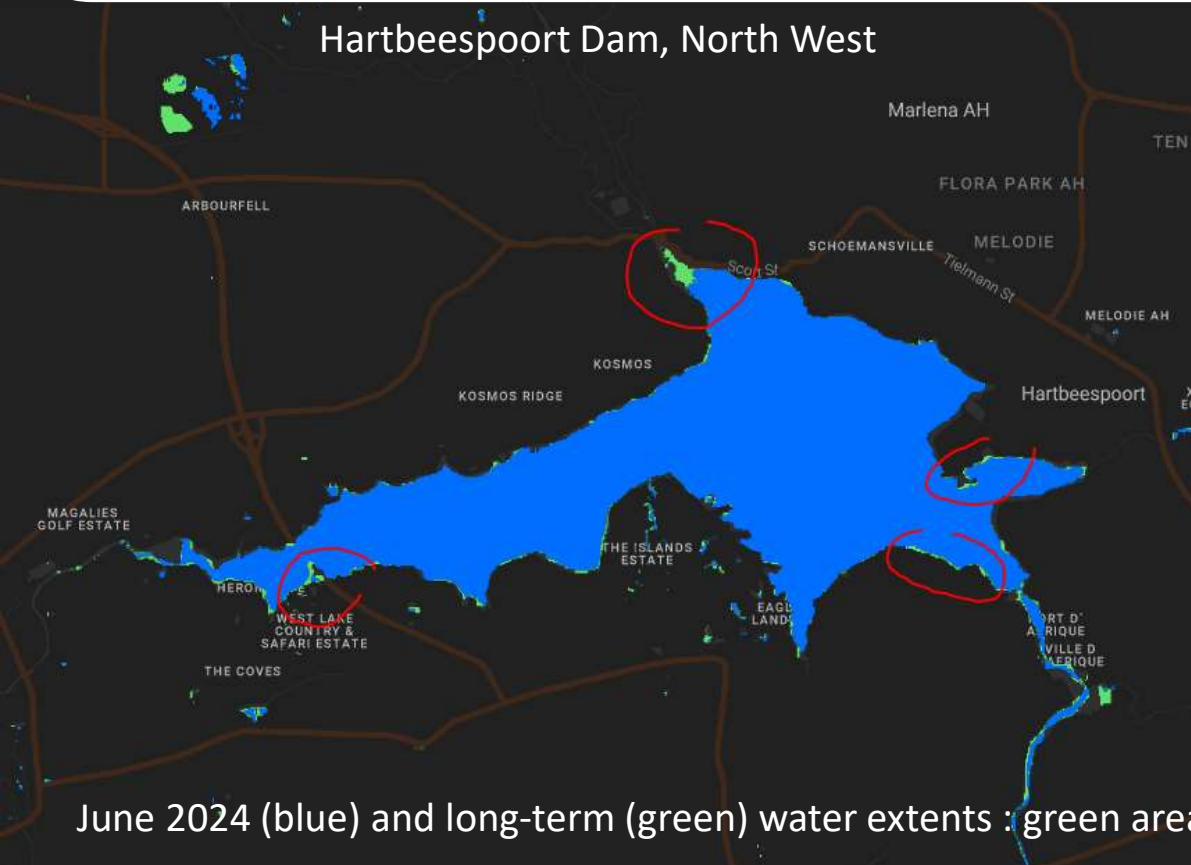 Hartbeespoort Dam, North West
Marlena AH
TEN
FLORA PARK AH
ARBOURFELL
SCHOEMANSVILLE
MELODIE
Scott St
Tielmann St
MELODIE AH
KOSMOS
KOSMOS RIDGE
Hartbeespoort
MAGALIES
GOLF ESTATE
THE ISLANDS
ESTATE
WEST LAKE
COUNTRY &
SAFARI ESTATE
THE COVES
June 2024 (blue) and long-term (green) water extents : green area